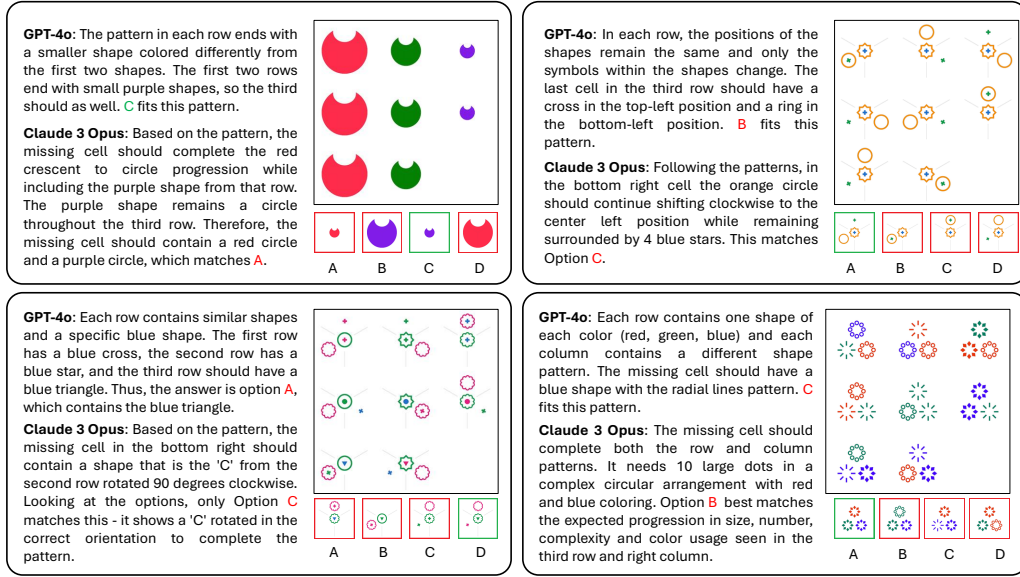 GPT-4o: The pattern in each row ends with
a smaller shape colored differently from
the first two shapes. The first two rows
end with small purple shapes, so the third
should as well. C fits this pattern.
Claude 3 Opus: Based on the pattern, the
missing cell should complete the red
crescent to circle progression while
including the purple shape from that row.
The purple shape remains a circle
throughout the third row. Therefore, the
missing cell should contain a red circle
and a purple circle, which matches A.
A B C D
GPT-4o: In each row, the positions of the
shapes remain the same and only the
symbols within the shapes change. The
last cell in the third row should have a
cross in the top-left position and a ring in
the bottom-left position. B fits this
pattern.
Claude 3 Opus: Following the patterns, in
the bottom right cell the orange circle
should continue shifting clockwise to the
center left position while remaining
surrounded by 4 blue stars. This matches
Option C.
A B C D
GPT-4o: Each row contains similar shapes
and a specific blue shape. The first row
has a blue cross, the second row has a
blue star, and the third row should have a
blue triangle. Thus, the answer is option A,
which contains the blue triangle.
Claude 3 Opus: Based on the pattern, the
missing cell in the bottom right should
contain a shape that is the 'C' from the
second row rotated 90 degrees clockwise.
Looking at the options, only Option C
matches this - it shows a 'C' rotated in the
correct orientation to complete the
pattern.
A B C D
GPT-4o: Each row contains one shape of
each color (red, green, blue) and each
column contains a different shape
pattern. The missing cell should have a
blue shape with the radial lines pattern. C
fits this pattern.
Claude 3 Opus: The missing cell should
complete both the row and column
patterns. It needs 10 large dots in a
complex circular arrangement with red
and blue coloring. Option B best matches
the expected progression in size, number,
complexity and color usage seen in the
third row and right column.
A B C D